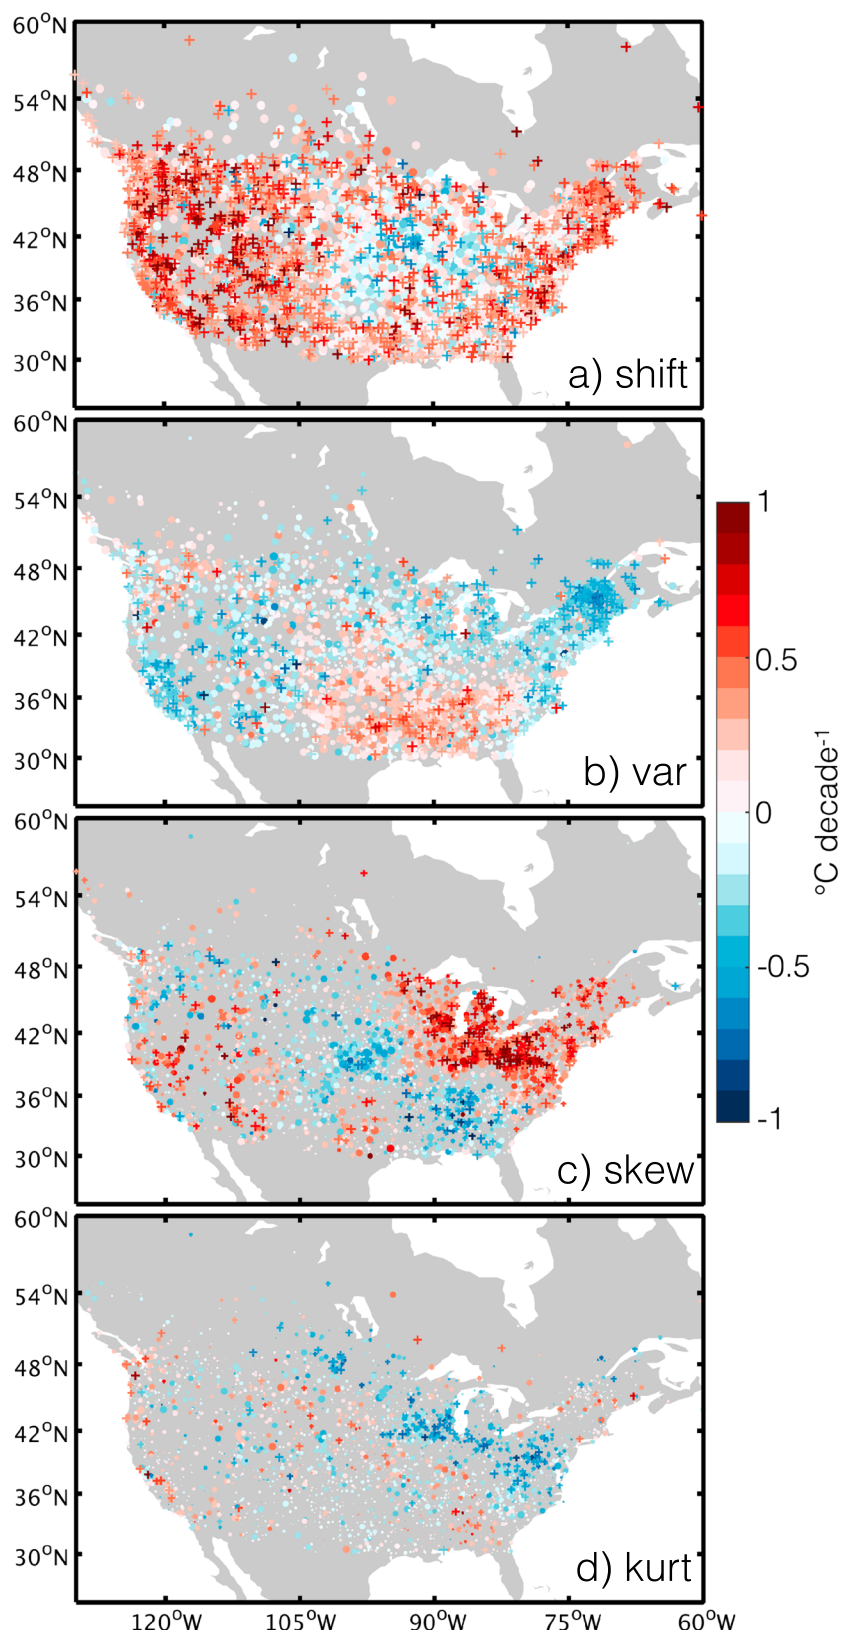 60°N
54°N
48°N
42°N
36°N
30°N
a) shift
60°N
54°N
48°N
42°N
36°N
30°N
b) var
60°N
54°N
48°N
42°N
36°N
30°N
c) skew
60°N
54°N
48°N
42°N
36°N
30°N
d) kurt
120°W 105°W 90°W 75°W 60°W
1
0.5
0
-0.5
-1
°C decade⁻¹